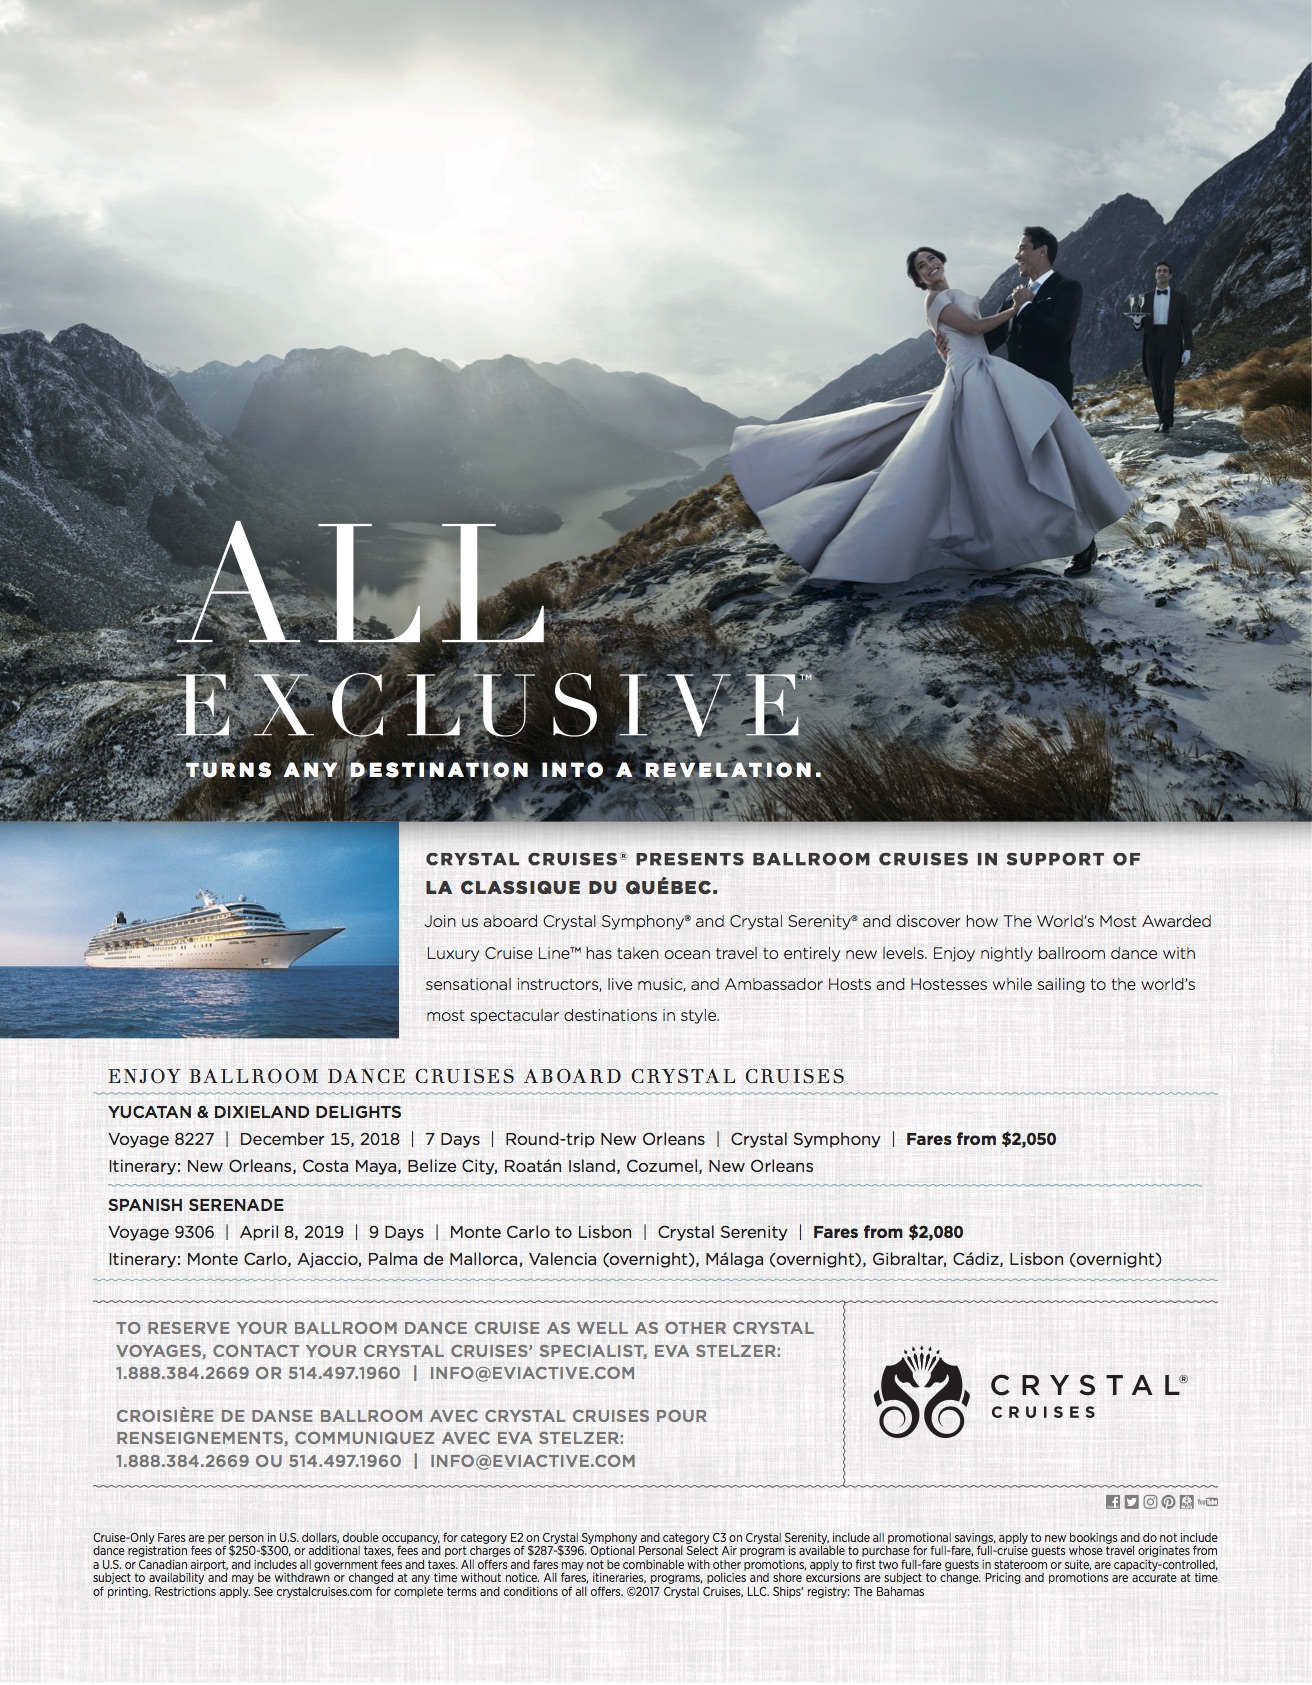 ALL
EXCLUSIVE™
TURNS ANY DESTINATION INTO A REVELATION.
CRYSTAL CRUISES® PRESENTS BALLROOM CRUISES IN SUPPORT OF
LA CLASSIQUE DU QUÉBEC.
Join us aboard Crystal Symphony® and Crystal Serenity® and discover how The World's Most Awarded
Luxury Cruise Line™ has taken ocean travel to entirely new levels. Enjoy nightly ballroom dance with
sensational instructors, live music, and Ambassador Hosts and Hostesses while sailing to the world's
most spectacular destinations in style.
ENJOY BALLROOM DANCE CRUISES ABOARD CRYSTAL CRUISES
YUCATAN & DIXIELAND DELIGHTS
Voyage 8227 | December 15, 2018 | 7 Days | Round-trip New Orleans | Crystal Symphony | Fares from $2,050
Itinerary: New Orleans, Costa Maya, Belize City, Roatán Island, Cozumel, New Orleans
SPANISH SERENADE
Voyage 9306 | April 8, 2019 | 9 Days | Monte Carlo to Lisbon | Crystal Serenity | Fares from $2,080
Itinerary: Monte Carlo, Ajaccio, Palma de Mallorca, Valencia (overnight), Málaga (overnight), Gibraltar, Cádiz, Lisbon (overnight)
TO RESERVE YOUR BALLROOM DANCE CRUISE AS WELL AS OTHER CRYSTAL
VOYAGES, CONTACT YOUR CRYSTAL CRUISES' SPECIALIST, EVA STELZER:
1.888.384.2669 OR 514.497.1960 | INFO@EVIACTIVE.COM
CROISIÈRE DE DANSE BALLROOM AVEC CRYSTAL CRUISES POUR
RENSEIGNEMENTS, COMMUNIQUEZ AVEC EVA STELZER:
1.888.384.2669 OU 514.497.1960 | INFO@EVIACTIVE.COM
CRYSTAL®
CRUISES
YouTube
Cruise-Only Fares are per person in U.S. dollars, double occupancy, for category E2 on Crystal Symphony and category C3 on Crystal Serenity, include all promotional savings, apply to new bookings and do not include
dance registration fees of $250-$300, or additional taxes, fees and port charges of $287-$396. Optional Personal Select Air program is available to purchase for full-fare, full-cruise guests whose travel originates from
a U.S. or Canadian airport, and includes all government fees and taxes. All offers and fares may not be combinable with other promotions, apply to first two full-fare guests in stateroom or suite, are capacity-controlled,
subject to availability and may be withdrawn or changed at any time without notice. All fares, itineraries, programs, policies and shore excursions are subject to change. Pricing and promotions are accurate at time
of printing. Restrictions apply. See crystalcruises.com for complete terms and conditions of all offers. ©2017 Crystal Cruises, LLC. Ships' registry: The Bahamas